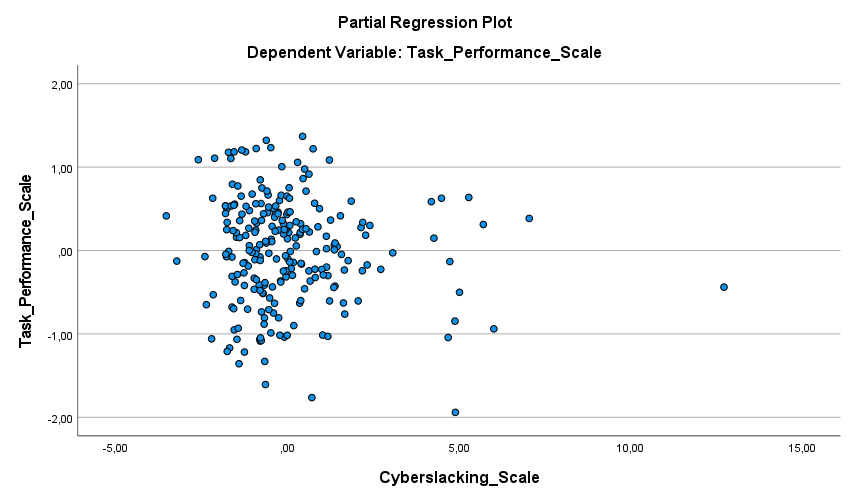 Partial Regression Plot
Dependent Variable: Task_Performance_Scale
2,00
1,00
,00
-1,00
-2,00
Task_Performance_Scale
-5,00
,00
5,00
10,00
15,00
Cyberslacking_Scale